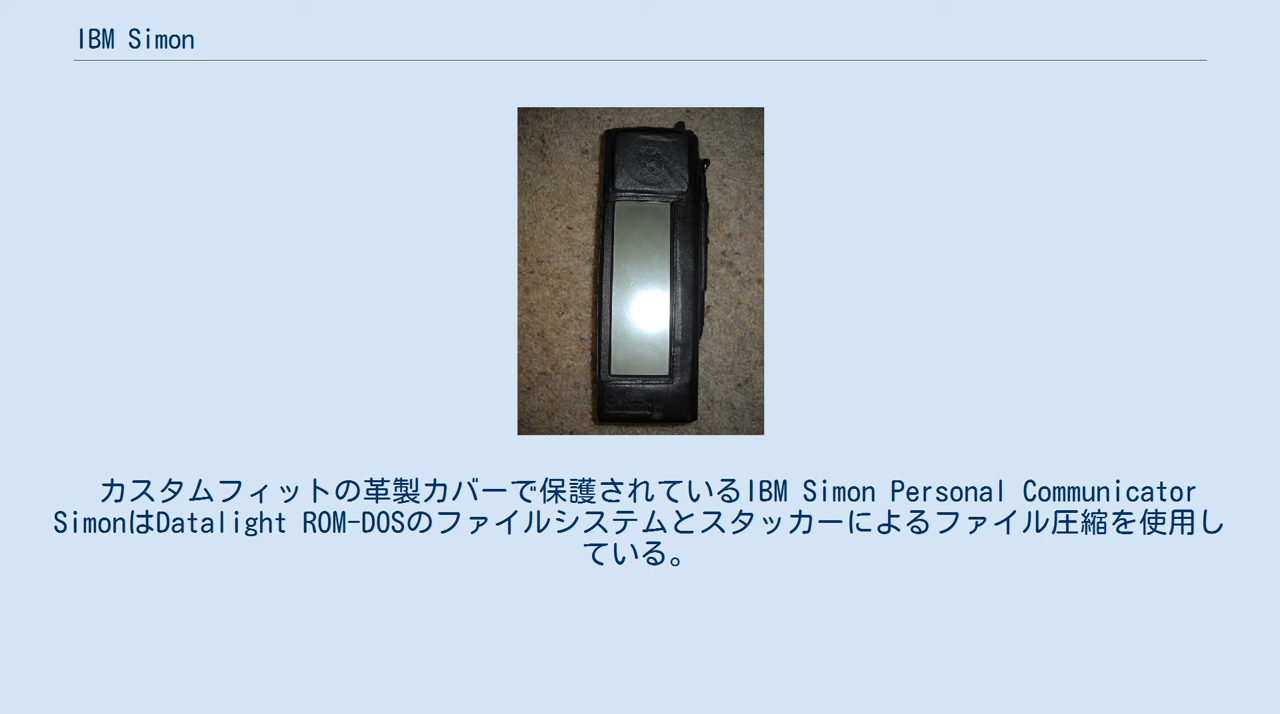 IBM Simon
カスタムフィットの革製カバーで保護されているIBM Simon Personal Communicator
SimonはDatalight ROM-DOSのファイルシステムとスタッカーによるファイル圧縮を使用し
ている。